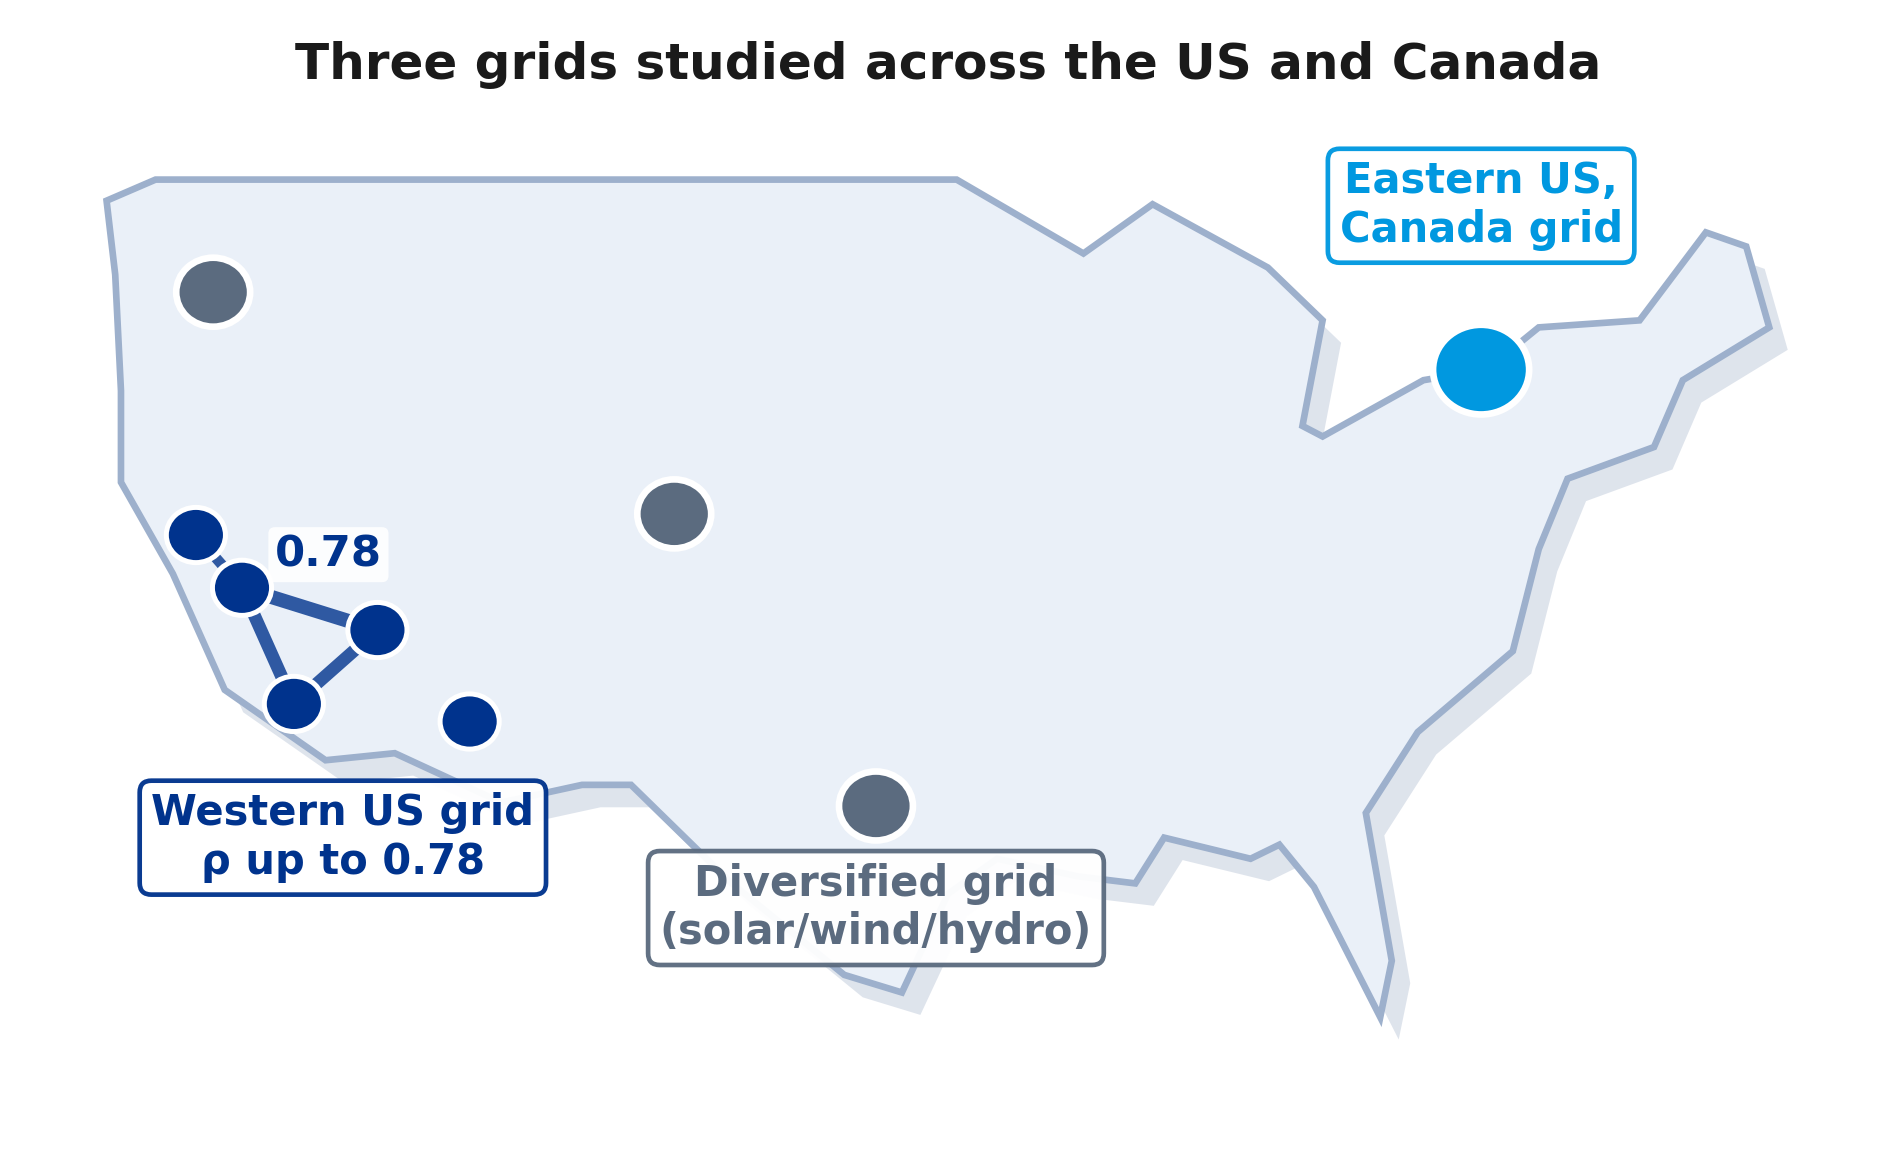 Three grids studied across the US and Canada
Eastern US,
Canada grid
0.78
Western US grid
ρ up to 0.78
Diversified grid
(solar/wind/hydro)